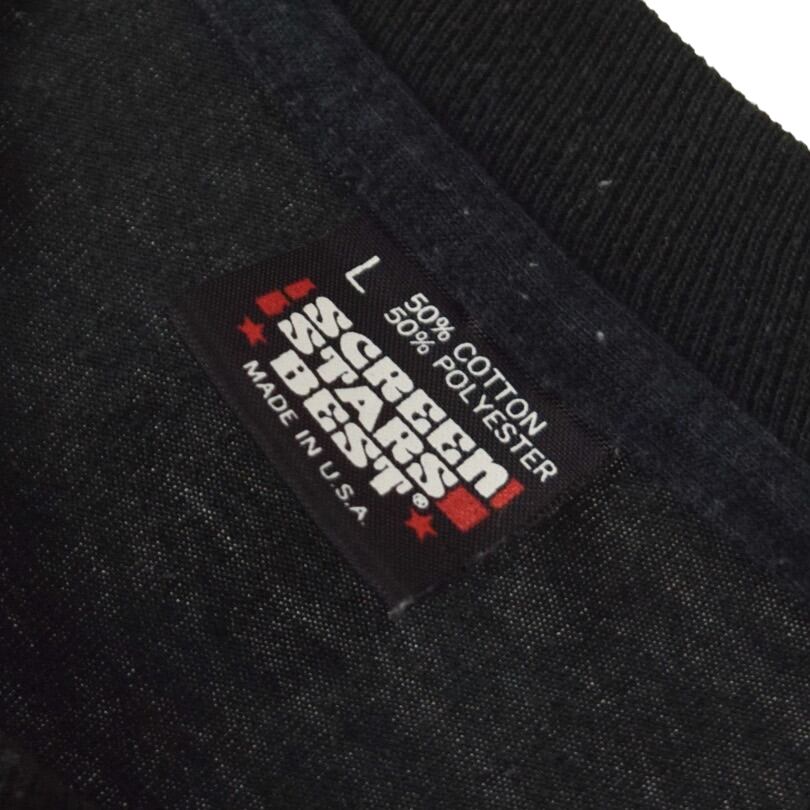 L
50% COTTON
50% POLYESTER
SCREEN
STARS
BEST®
MADE IN U.S.A.